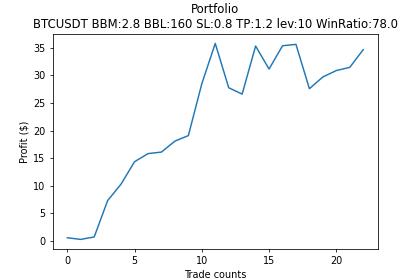 Portfolio
BTCUSDT BBM:2.8 BBL:160 SL:0.8 TP:1.2 lev:10 WinRatio:78.0
35
30
25
20
15
10
5
0
Profit ($)
0 5 10 15 20
Trade counts